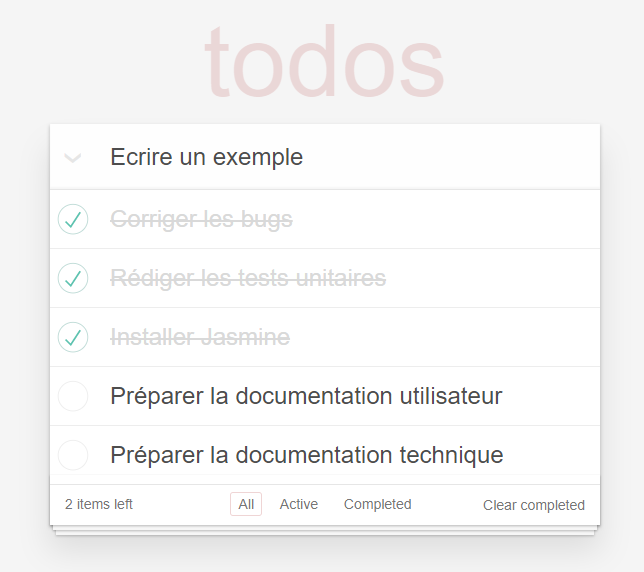 todos
Ecrire un exemple
Corriger les bugs
Rédiger les tests unitaires
Installer Jasmine
Préparer la documentation utilisateur
Préparer la documentation technique
2 items left All Active Completed Clear completed